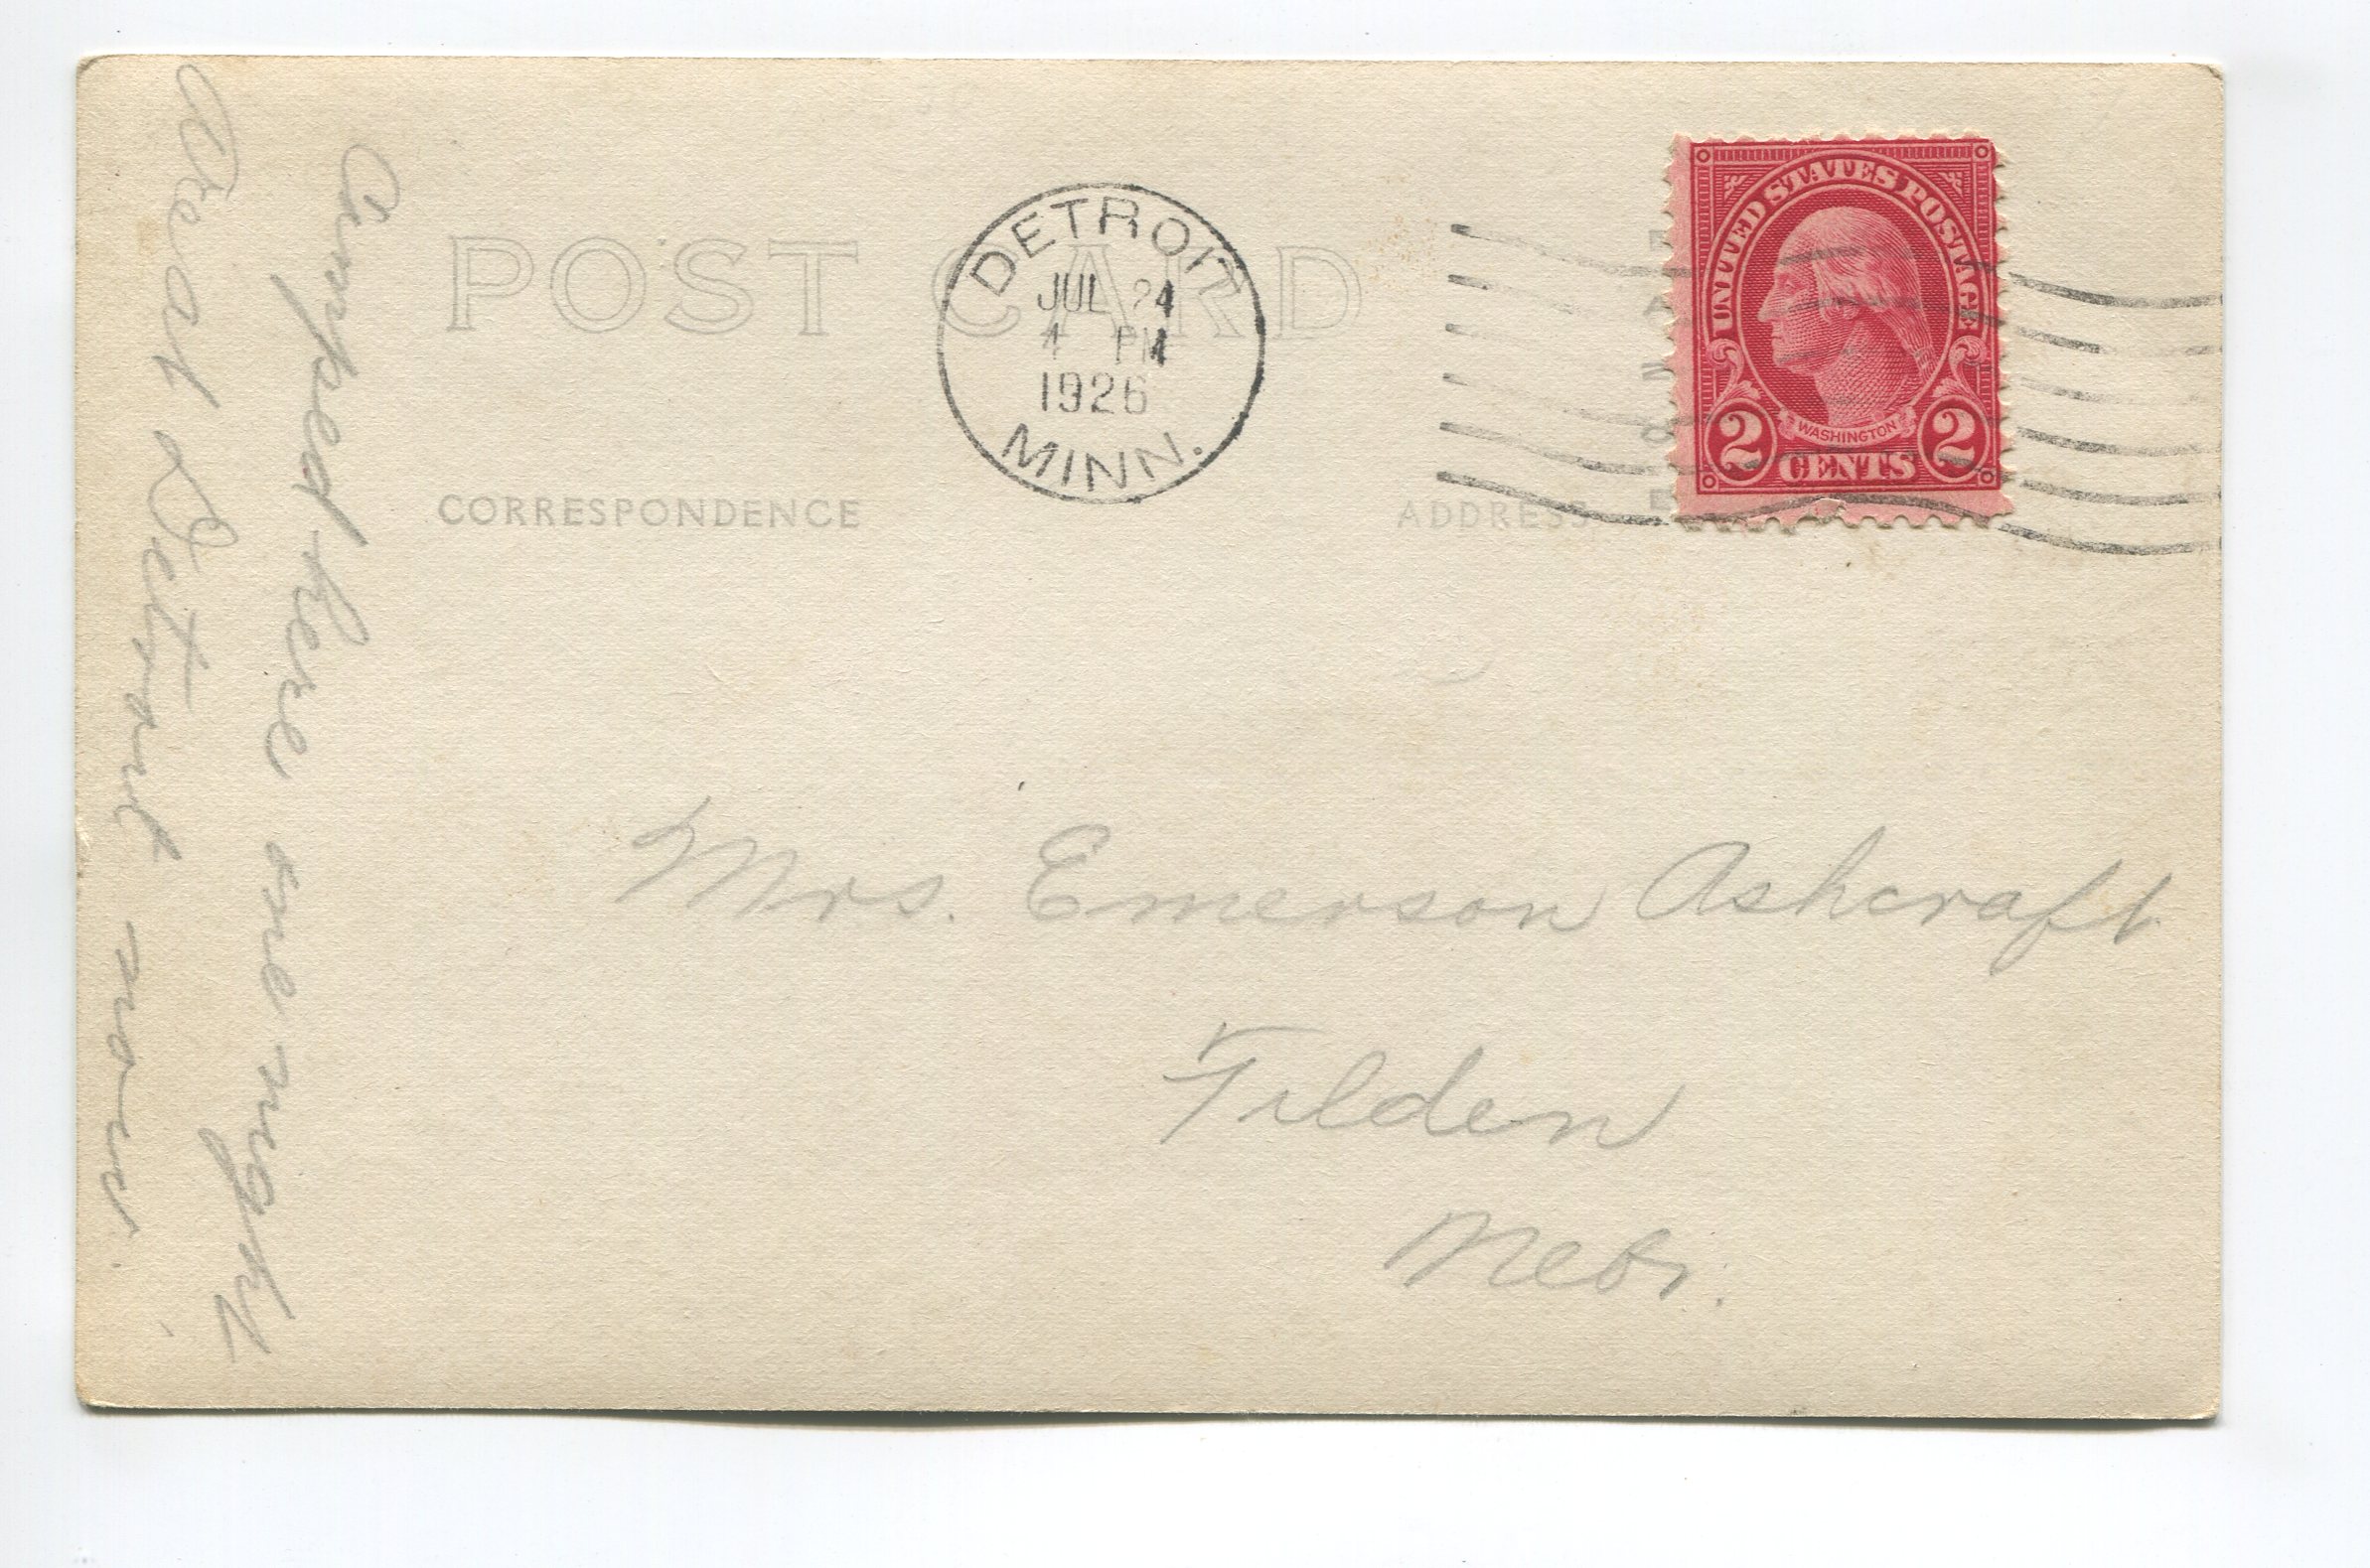 POST CARD
DETROIT
JUL 24
4 PM
1926
MINN.
UNITED STATES POSTAGE
WASHINGTON
2 CENTS 2
CORRESPONDENCE
ADDRESS
Camped here one night
at Detroit now.
Mrs. Emerson Ashcraft
Tilden
Nebr.